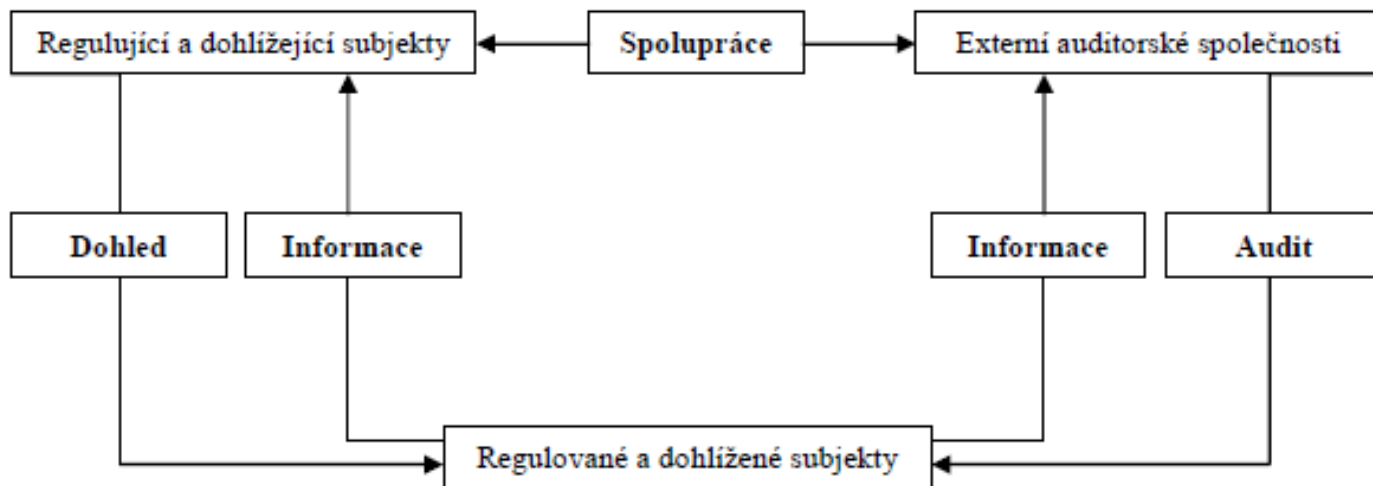 Regulující a dohlížející subjekty
Spolupráce
Externí auditorské společnosti
Dohled
Informace
Informace
Audit
Regulované a dohlížené subjekty